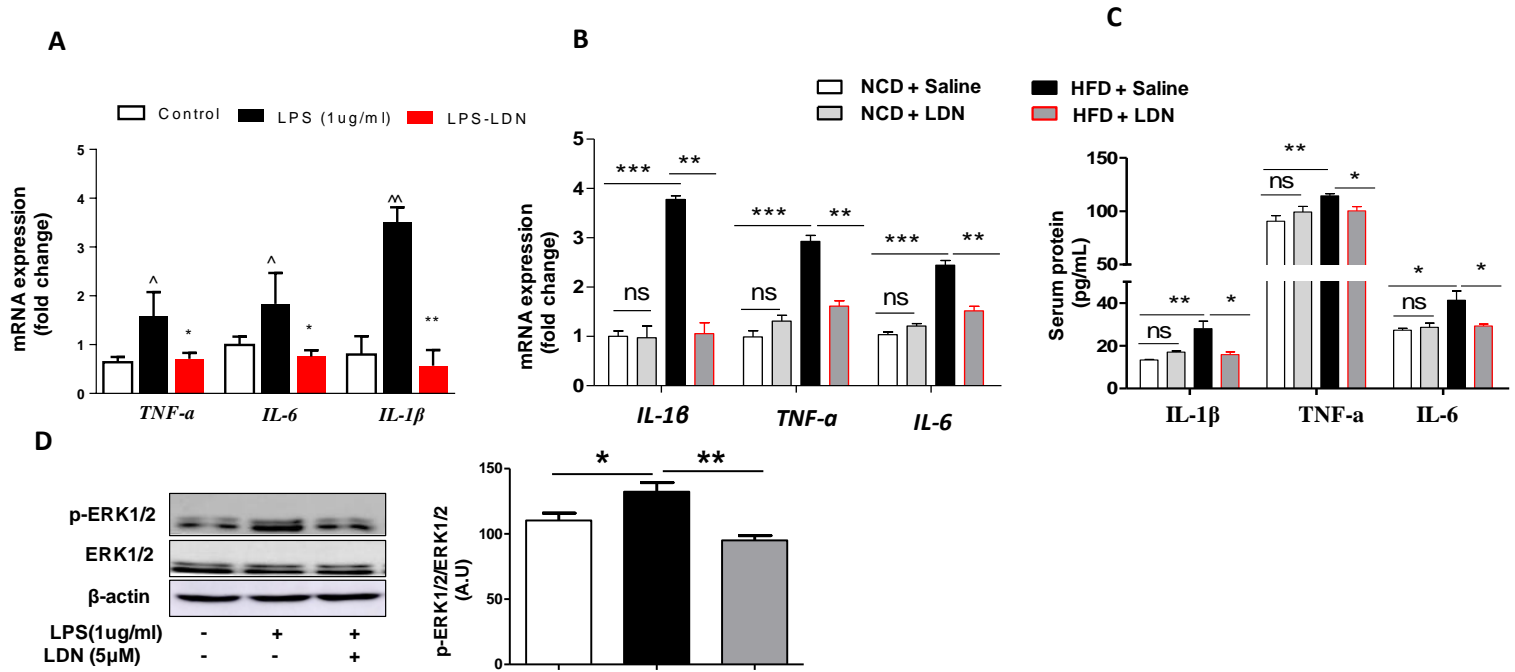 A
Control LPS (1ug/ml) LPS-LDN
mRNA expression
(fold change)
5
4
3
2
1
0
^ * ^ * ^^ **
TNF-a IL-6 IL-1β
B
NCD + Saline HFD + Saline
NCD + LDN HFD + LDN
mRNA expression
(fold change)
5
4
3
2
1
0
*** **
ns
*** **
ns
*** **
ns
IL-1β TNF-α IL-6
C
Serum protein
(pg/mL)
150
100
50
40
20
0
** *
ns
** *
ns
* *
ns
IL-1β TNF-a IL-6
D
p-ERK1/2
ERK1/2
β-actin
LPS(1ug/ml) - + +
LDN (5µM) - - +
p-ERK1/2/ERK1/2
(A.U)
150
100
50
0
* **